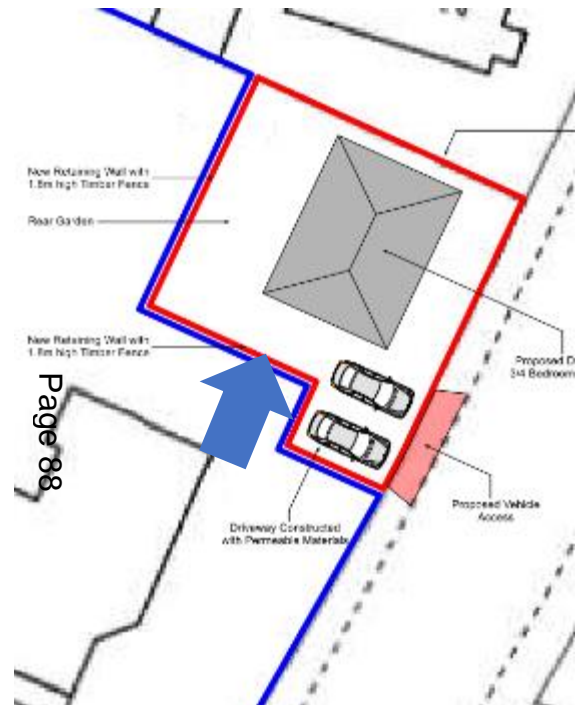 New Retaining Wall with
1.8m high Timber Fence
Rear Garden
New Retaining Wall with
1.8m high Timber Fence
Proposed D
3/4 Bedroom
Page 88
Proposed Vehicle
Access
Driveway Constructed
with Permeable Materials